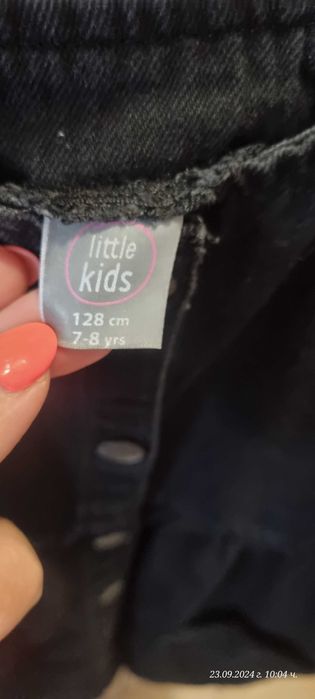 little
kids
128 cm
7-8 yrs
23.09.2024 г. 10:04 ч.